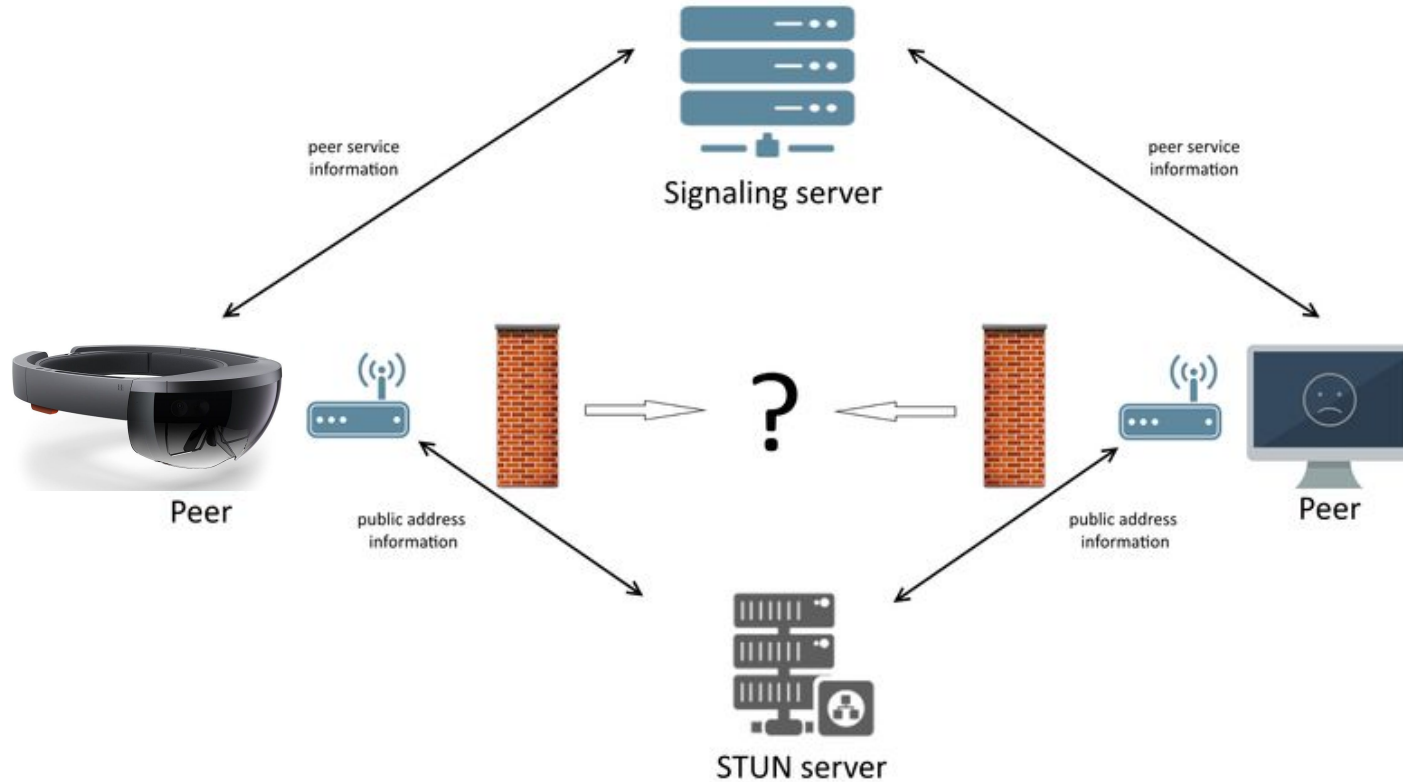 peer service
information
peer service
information
Signaling server
?
Peer
Peer
public address
information
public address
information
STUN server